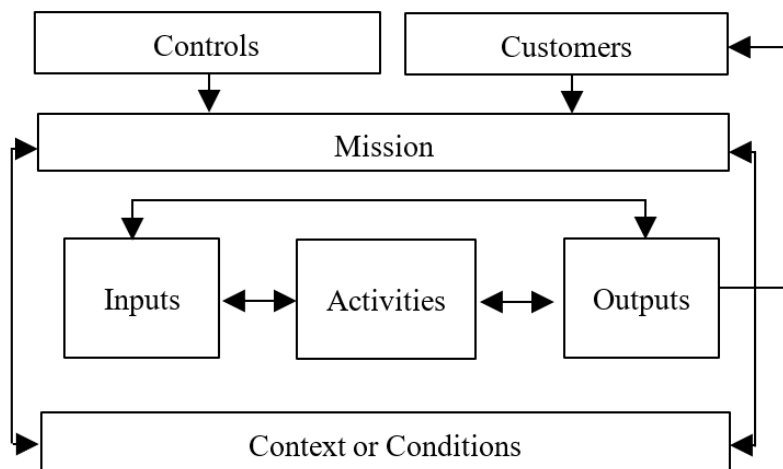 Controls
Customers
Mission
Inputs
Activities
Outputs
Context or Conditions